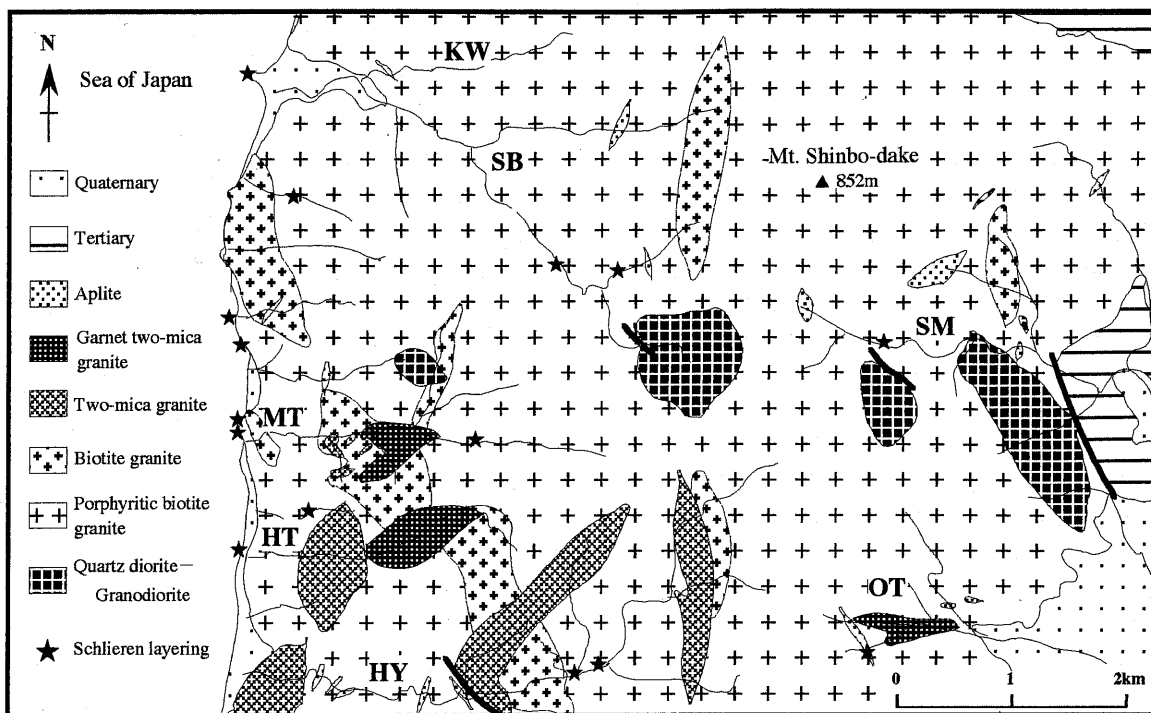 N
Sea of Japan
Quaternary
Tertiary
Aplite
Garnet two-mica
granite
Two-mica granite
Biotite granite
Porphyritic biotite
granite
Quartz diorite—
Granodiorite
Schlieren layering
KW
SB
-Mt. Shinbo-dake
▲ 852m
SM
MT
HT
OT
HY
0 1 2km